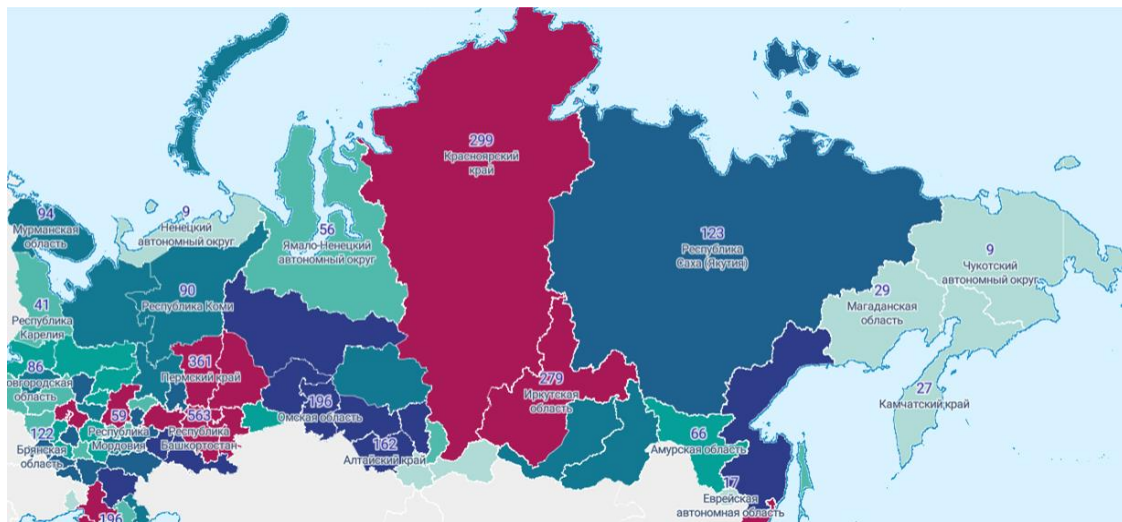 299
Красноярский
край
94
Мурманская
область
9
Ненецкий
автономный округ
56
Ямало-Ненецкий
автономный округ
123
Республика
Саха (Якутия)
9
Чукотский
автономный округ
90
Республика Коми
41
Республика
Карелия
29
Магаданская
область
86
овгородская
область
361
Пермский край
279
Иркутская
область
27
Камчатский край
59
Республика
Мордовия
563
Республика
Башкортостан
196
Омская область
122
Брянская
область
162
Алтайский край
66
Амурская область
17
Еврейская
автономная область
196